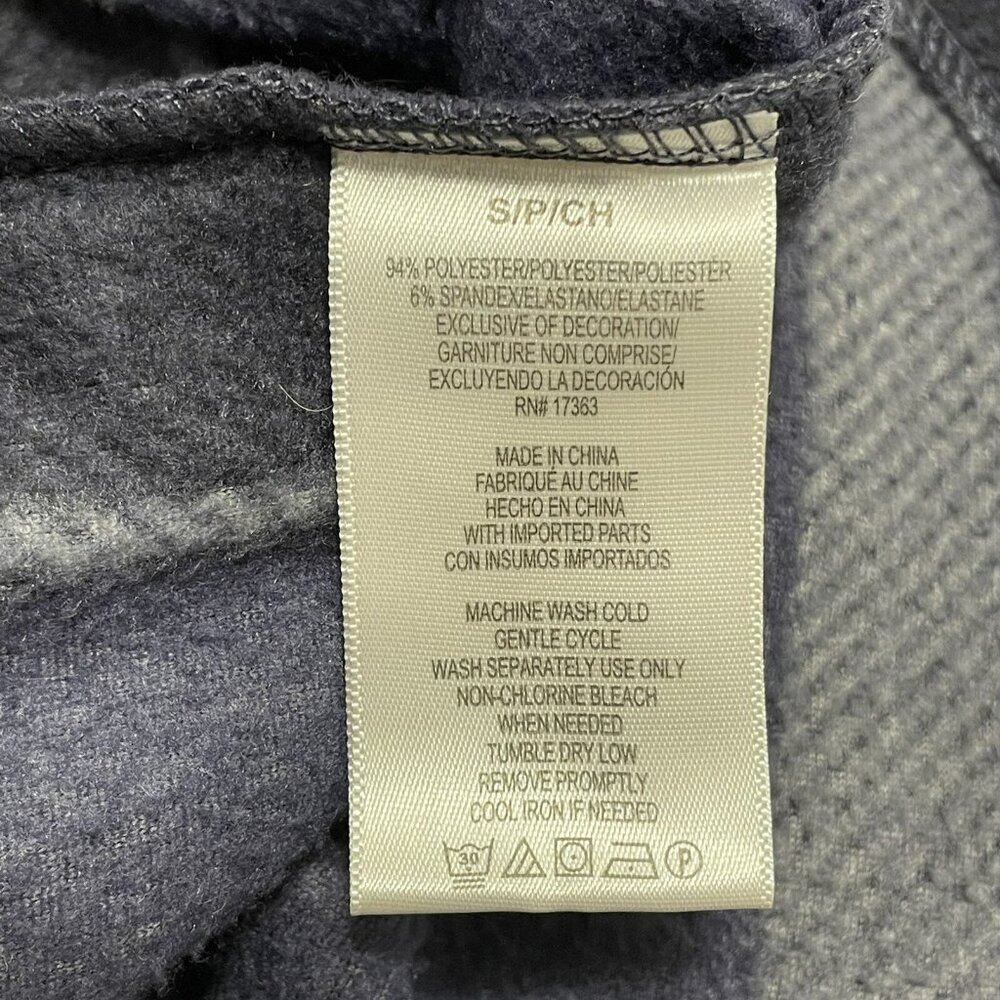 S/P/CH
94% POLYESTER/POLYESTER/POLIESTER
6% SPANDEX/ELASTANO/ELASTANE
EXCLUSIVE OF DECORATION/
GARNITURE NON COMPRISE/
EXCLUYENDO LA DECORACIÓN
RN# 17363
MADE IN CHINA
FABRIQUÉ AU CHINE
HECHO EN CHINA
WITH IMPORTED PARTS
CON INSUMOS IMPORTADOS
MACHINE WASH COLD
GENTLE CYCLE
WASH SEPARATELY USE ONLY
NON-CHLORINE BLEACH
WHEN NEEDED
TUMBLE DRY LOW
REMOVE PROMPTLY
COOL IRON IF NEEDED
30 P